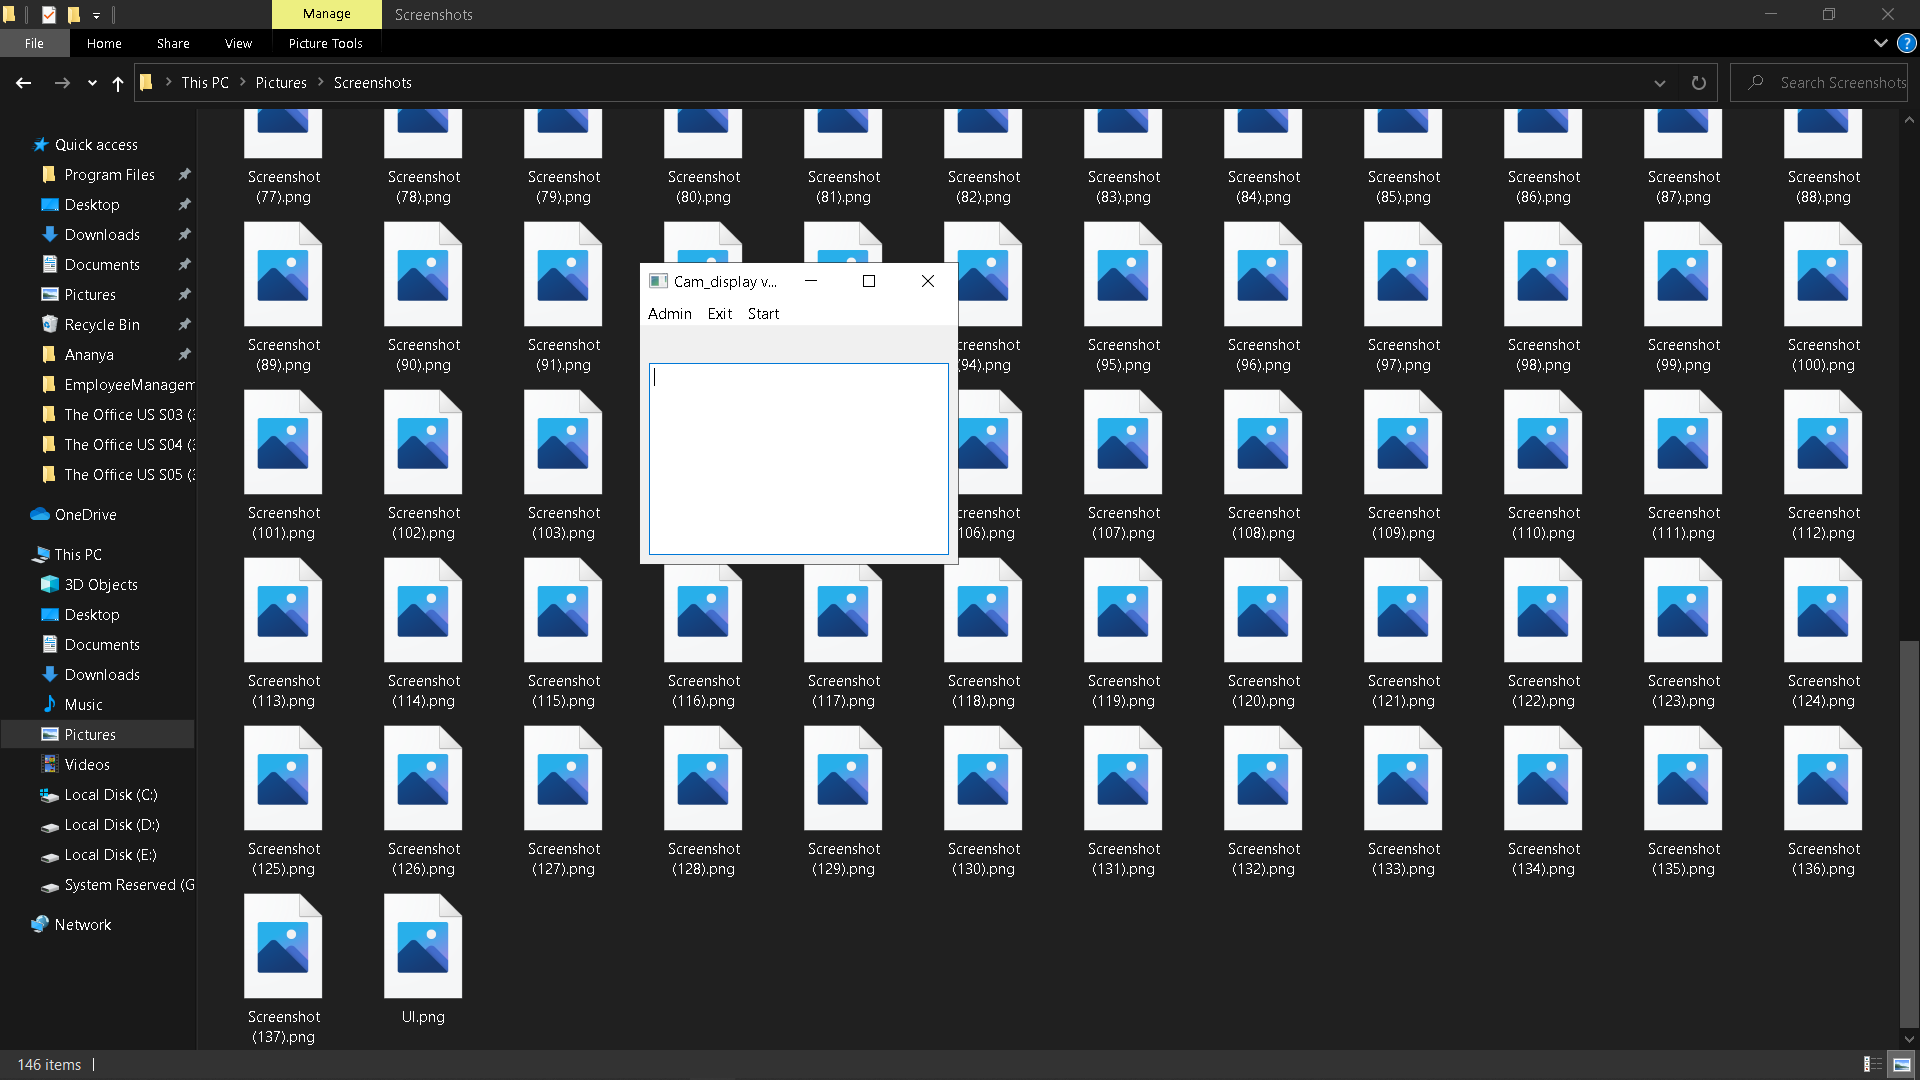 Manage
Screenshots
File
Home
Share
View
Picture Tools
This PC
Pictures
Screenshots
Search Screenshots
Quick access
Program Files
Desktop
Downloads
Documents
Pictures
Recycle Bin
Ananya
EmployeeManagem
The Office US S03 (3
The Office US S04 (3
The Office US S05 (3
OneDrive
This PC
3D Objects
Desktop
Documents
Downloads
Music
Pictures
Videos
Local Disk (C:)
Local Disk (D:)
Local Disk (E:)
System Reserved (G
Network
Screenshot (77).png
Screenshot (78).png
Screenshot (79).png
Screenshot (80).png
Screenshot (81).png
Screenshot (82).png
Screenshot (83).png
Screenshot (84).png
Screenshot (85).png
Screenshot (86).png
Screenshot (87).png
Screenshot (88).png
Cam_display v...
Admin Exit Start
Screenshot (89).png
Screenshot (90).png
Screenshot (91).png
(94).png
Screenshot (95).png
Screenshot (96).png
Screenshot (97).png
Screenshot (98).png
Screenshot (99).png
Screenshot (100).png
Screenshot (101).png
Screenshot (102).png
Screenshot (103).png
106).png
Screenshot (107).png
Screenshot (108).png
Screenshot (109).png
Screenshot (110).png
Screenshot (111).png
Screenshot (112).png
Screenshot (113).png
Screenshot (114).png
Screenshot (115).png
Screenshot (116).png
Screenshot (117).png
Screenshot (118).png
Screenshot (119).png
Screenshot (120).png
Screenshot (121).png
Screenshot (122).png
Screenshot (123).png
Screenshot (124).png
Screenshot (125).png
Screenshot (126).png
Screenshot (127).png
Screenshot (128).png
Screenshot (129).png
Screenshot (130).png
Screenshot (131).png
Screenshot (132).png
Screenshot (133).png
Screenshot (134).png
Screenshot (135).png
Screenshot (136).png
Screenshot (137).png
UI.png
146 items